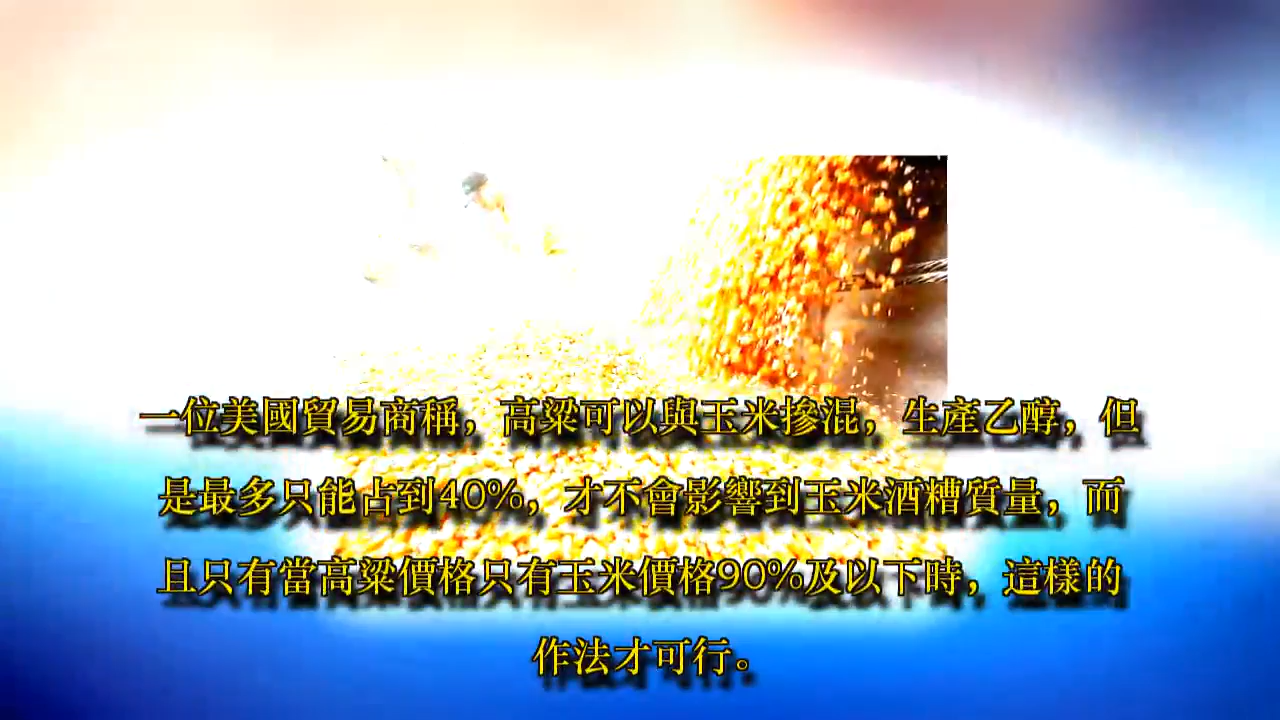 一位美國貿易商稱，高粱可以與玉米摻混，生產乙醇，但
是最多只能占到40%，才不會影響到玉米酒糟質量，而
且只有當高粱價格只有玉米價格90%及以下時，這樣的
作法才可行。